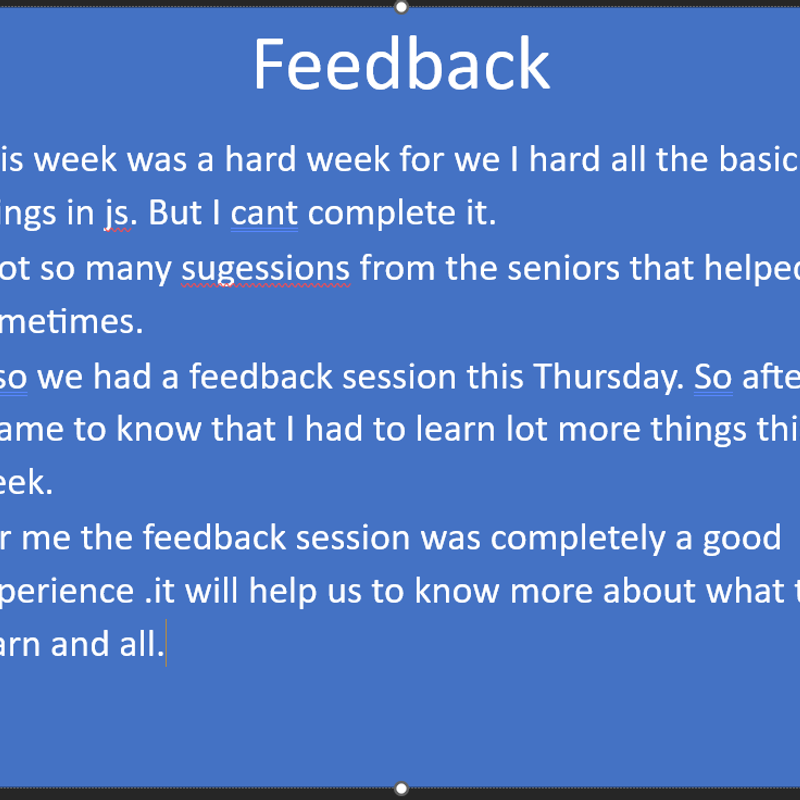 Feedback
is week was a hard week for we I hard all the basic
ings in js. But I cant complete it.
ot so many sugessions from the seniors that helped
metimes.
so we had a feedback session this Thursday. So afte
ame to know that I had to learn lot more things thi
eek.
r me the feedback session was completely a good
perience .it will help us to know more about what t
arn and all.